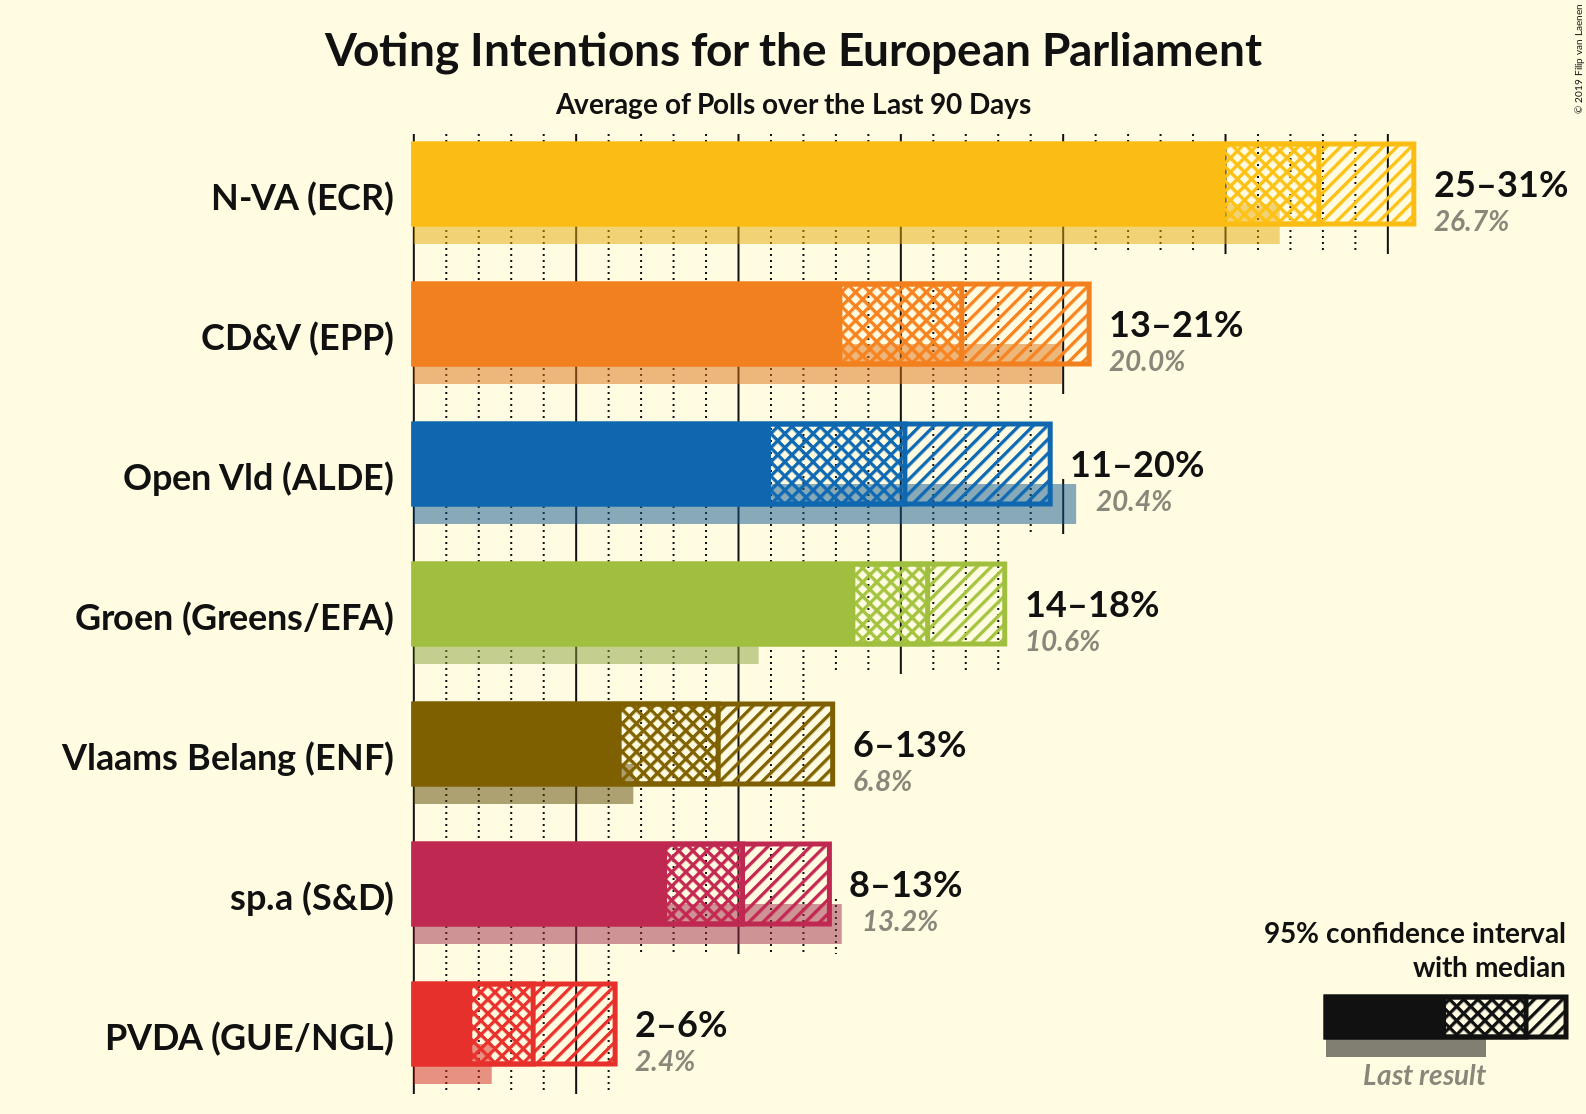 Voting Intentions for the European Parliament
Average of Polls over the Last 90 Days
© 2019 Filip van Laenen
N-VA (ECR)
25–31%
26.7%
CD&V (EPP)
13–21%
20.0%
Open Vld (ALDE)
11–20%
20.4%
Groen (Greens/EFA)
14–18%
10.6%
Vlaams Belang (ENF)
6–13%
6.8%
sp.a (S&D)
8–13%
13.2%
PVDA (GUE/NGL)
2–6%
2.4%
95% confidence interval
with median
Last result